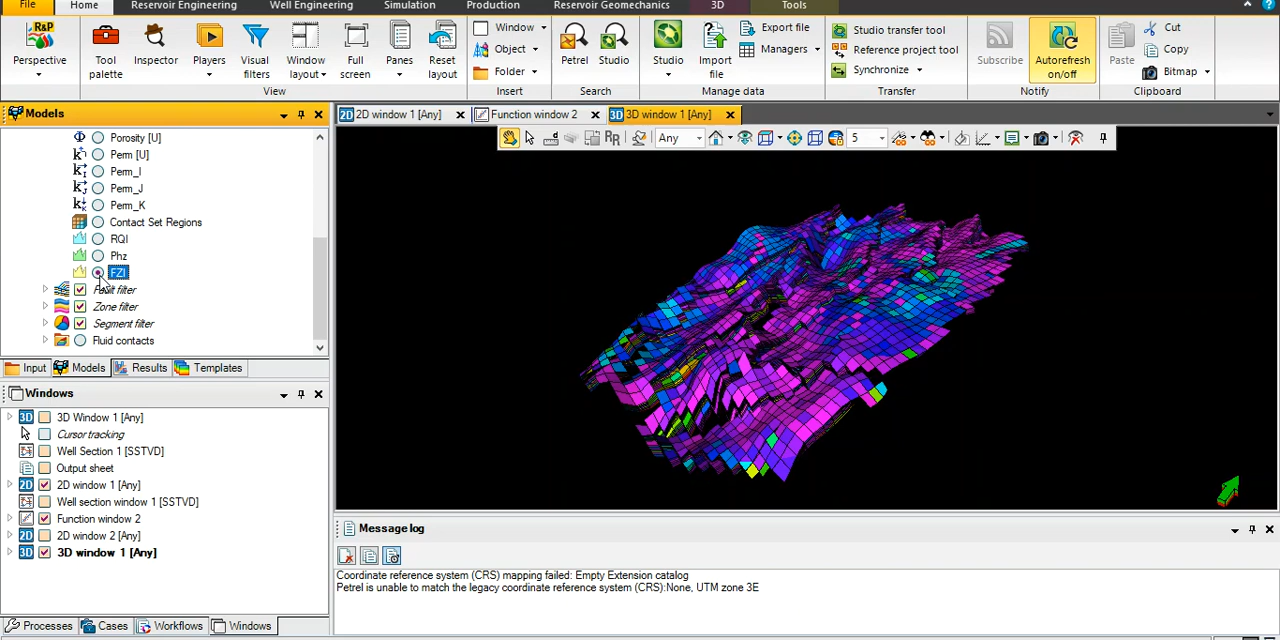 File Home Reservoir Engineering Well Engineering Simulation Production Reservoir Geomechanics 3D Tools
R&P
Perspective
Tool palette
Inspector
Players
Visual filters
Window layout
Full screen
Panes
Reset layout
View
Window
Object
Folder
Insert
Petrel
Studio
Search
Studio
Import file
Export file
Managers
Manage data
Studio transfer tool
Reference project tool
Synchronize
Transfer
Subscribe
Autorefresh on/off
Notify
Paste
Cut
Copy
Bitmap
Clipboard
Models
Porosity [U]
Perm [U]
Perm_I
Perm_J
Perm_K
Contact Set Regions
RQI
Phz
FZI
Fault filter
Zone filter
Segment filter
Fluid contacts
Input Models Results Templates
2D 2D window 1 [Any] Function window 2 3D 3D window 1 [Any]
Any 5
Windows
3D 3D Window 1 [Any]
Cursor tracking
Well Section 1 [SSTVD]
Output sheet
2D 2D window 1 [Any]
Well section window 1 [SSTVD]
Function window 2
2D 2D window 2 [Any]
3D 3D window 1 [Any]
Processes Cases Workflows Windows
Message log
Coordinate reference system (CRS) mapping failed: Empty Extension catalog
Petrel is unable to match the legacy coordinate reference system (CRS):None, UTM zone 3E